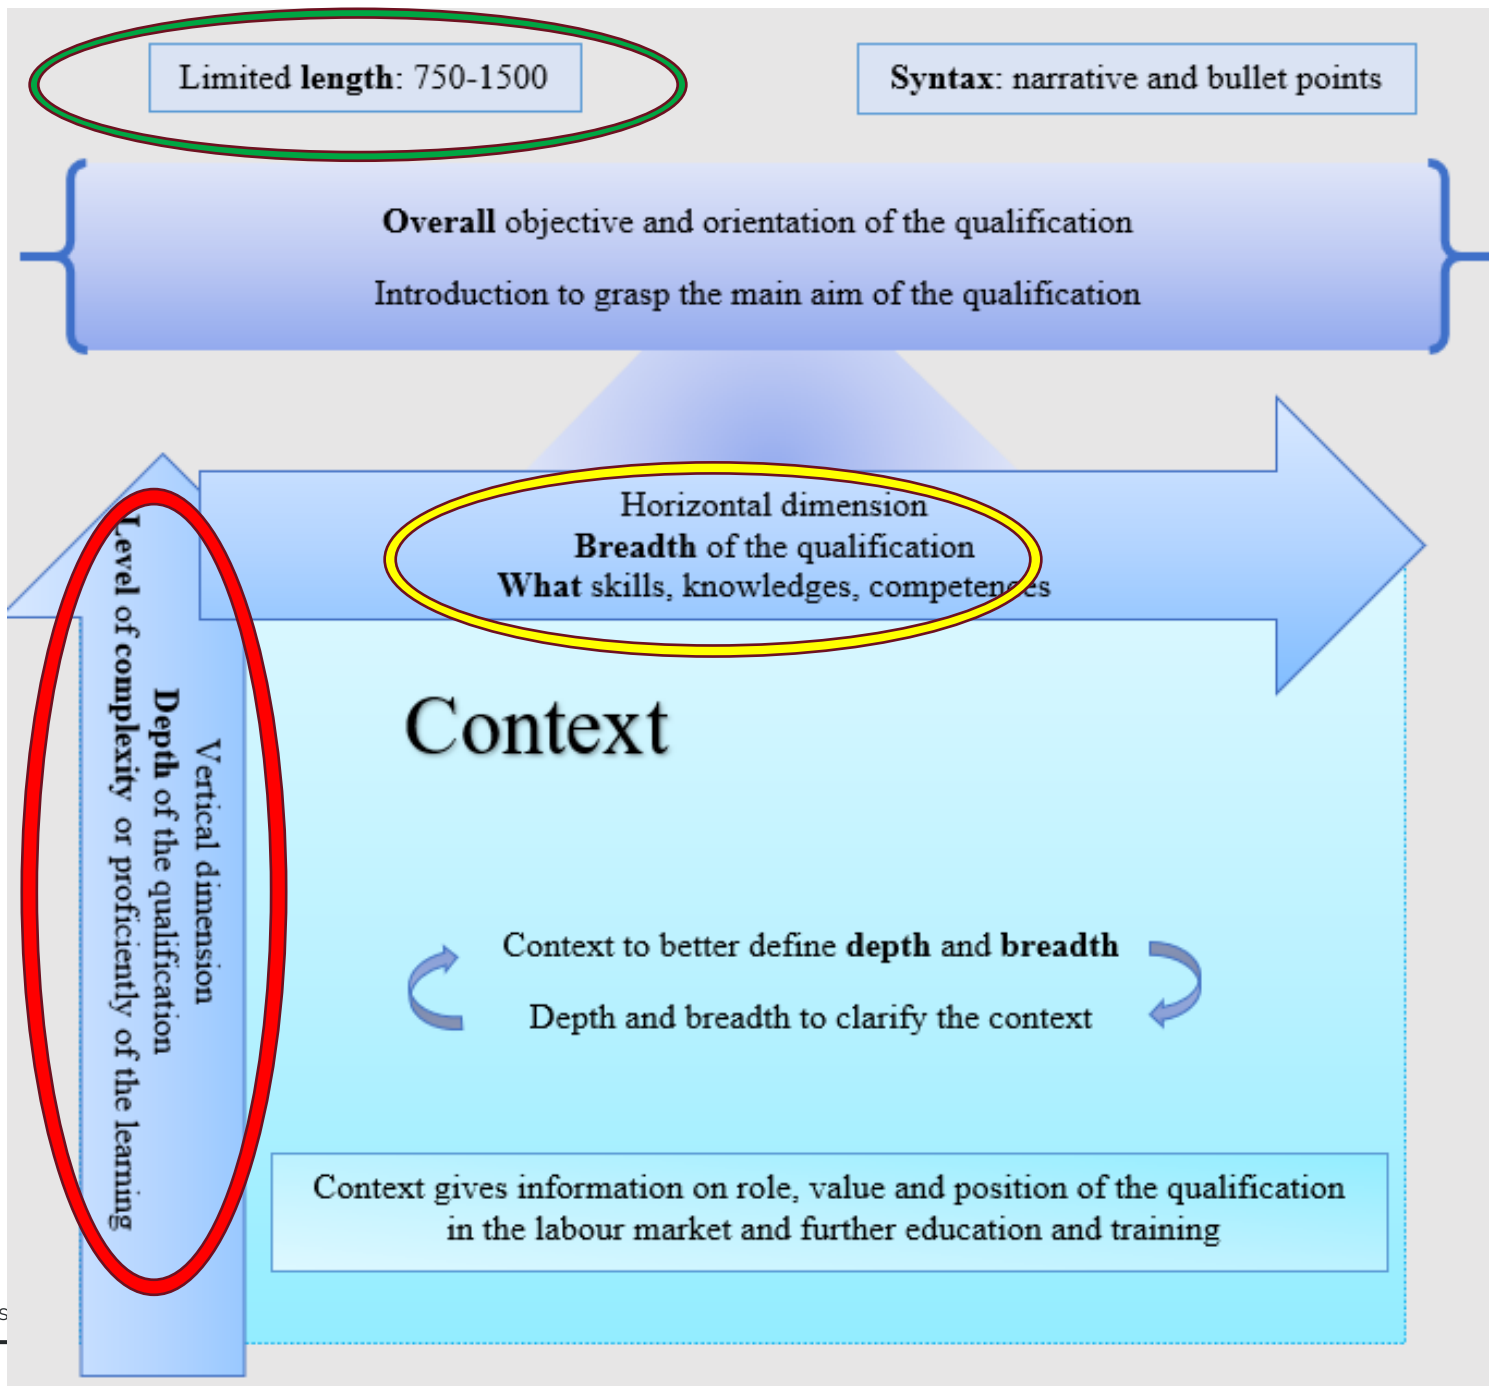 Limited length: 750-1500
Syntax: narrative and bullet points
Overall objective and orientation of the qualification
Introduction to grasp the main aim of the qualification
Horizontal dimension
Breadth of the qualification
What skills, knowledges, competences
Vertical dimension
Depth of the qualification
Level of complexity or proficiently of the learning
Context
Context to better define depth and breadth
Depth and breadth to clarify the context
Context gives information on role, value and position of the qualification
in the labour market and further education and training
s